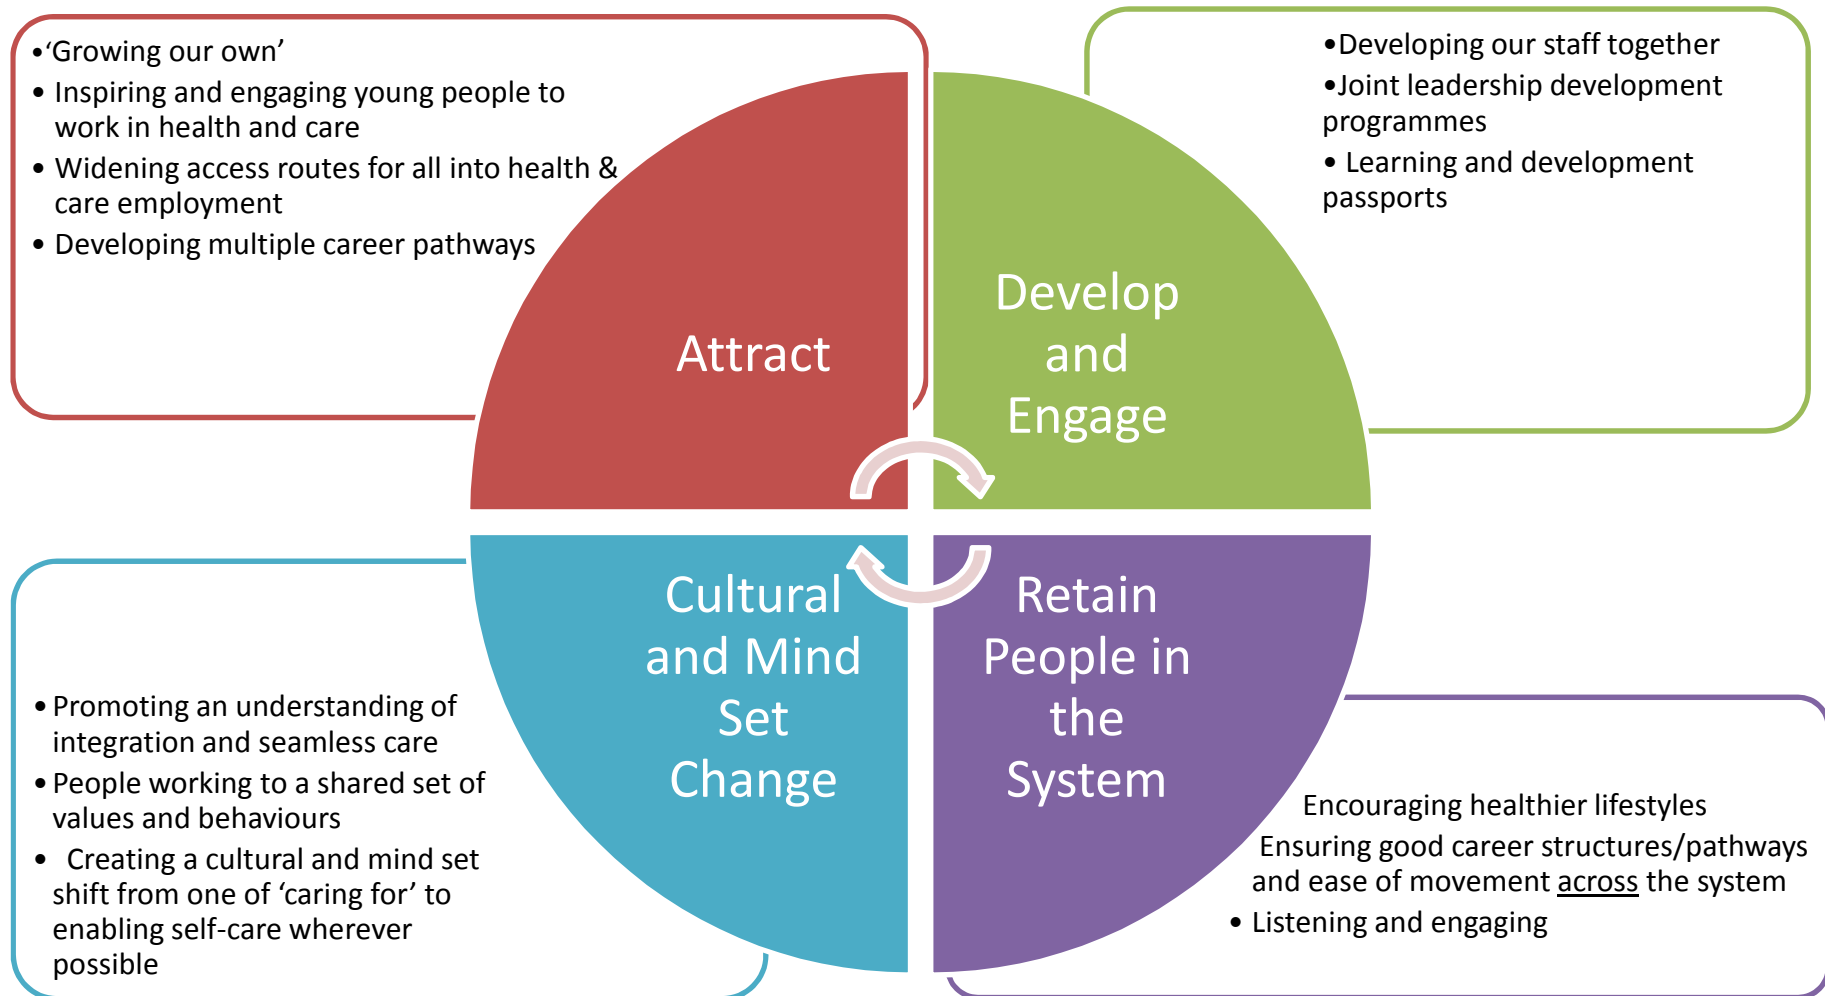 •‘Growing our own’
• Inspiring and engaging young people to
work in health and care
• Widening access routes for all into health &
care employment
• Developing multiple career pathways
Attract
•Developing our staff together
•Joint leadership development
programmes
• Learning and development
passports
Develop
and
Engage
Cultural
and Mind
Set
Change
• Promoting an understanding of
integration and seamless care
• People working to a shared set of
values and behaviours
• Creating a cultural and mind set
shift from one of ‘caring for’ to
enabling self-care wherever
possible
Retain
People in
the
System
Encouraging healthier lifestyles
Ensuring good career structures/pathways
and ease of movement across the system
• Listening and engaging